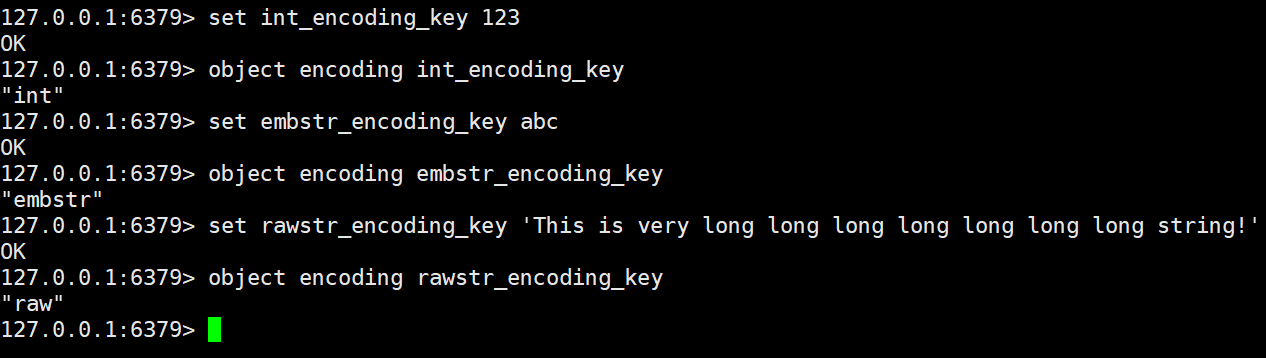 127.0.0.1:6379> set int_encoding_key 123
OK
127.0.0.1:6379> object encoding int_encoding_key
"int"
127.0.0.1:6379> set embstr_encoding_key abc
OK
127.0.0.1:6379> object encoding embstr_encoding_key
"embstr"
127.0.0.1:6379> set rawstr_encoding_key 'This is very long long long long long long long string!'
OK
127.0.0.1:6379> object encoding rawstr_encoding_key
"raw"
127.0.0.1:6379>